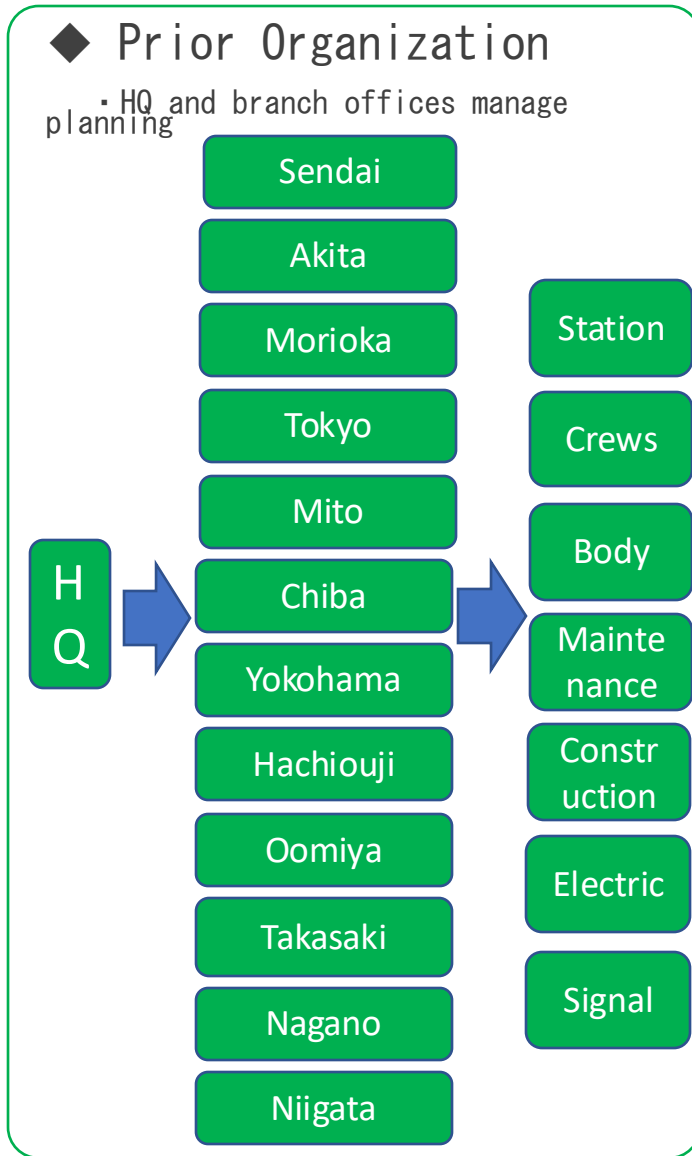 ◆ Prior Organization
・HQ and branch offices manage
planning
Sendai
Akita
Morioka
Tokyo
Mito
Chiba
Yokohama
Hachiouji
Oomiya
Takasaki
Nagano
Niigata
H
Q
Station
Crews
Body
Mainte
nance
Constr
uction
Electric
Signal